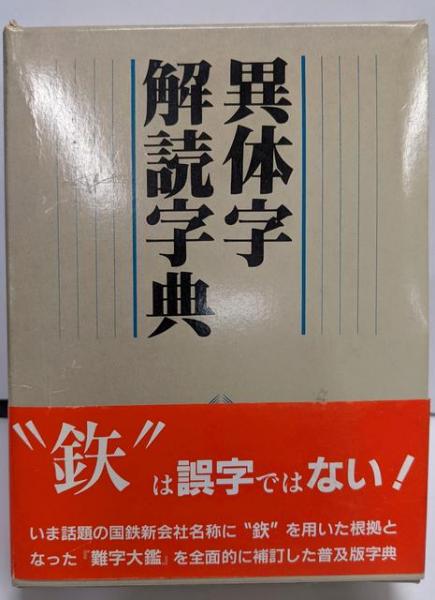 異体字
解読字典
〝鉃〟は誤字ではない!
いま話題の国鉄新会社名称に〝鉃〟を用いた根拠と
なった『難字大鑑』を全面的に補訂した普及版字典